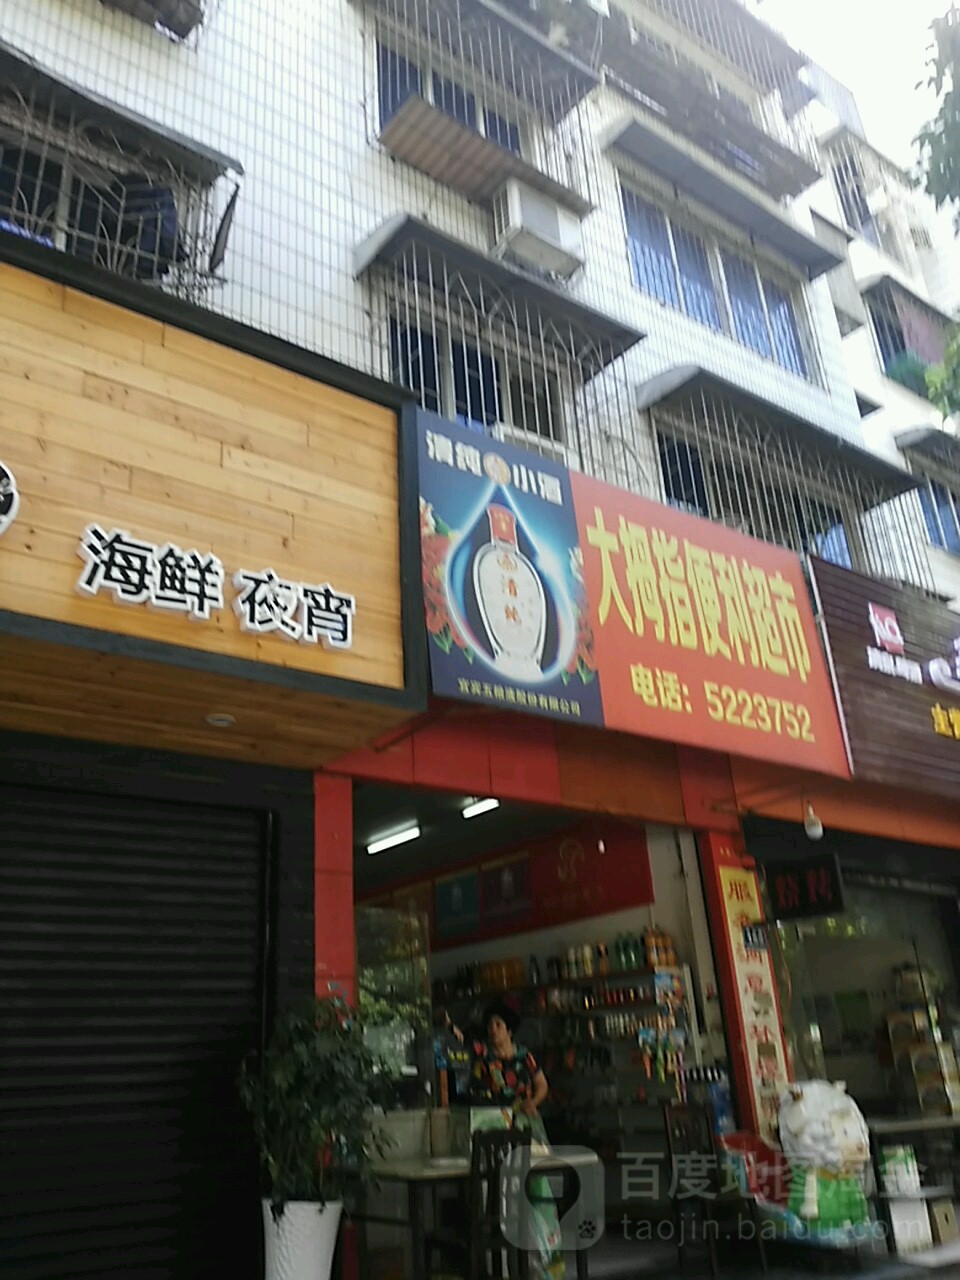 海鲜 夜宵
清纯 小酒
清纯
宜宾五粮液股份有限公司
大拇指便利超市
电话：5223752
烧烤
百度地图淘金
taojin.baidu.com